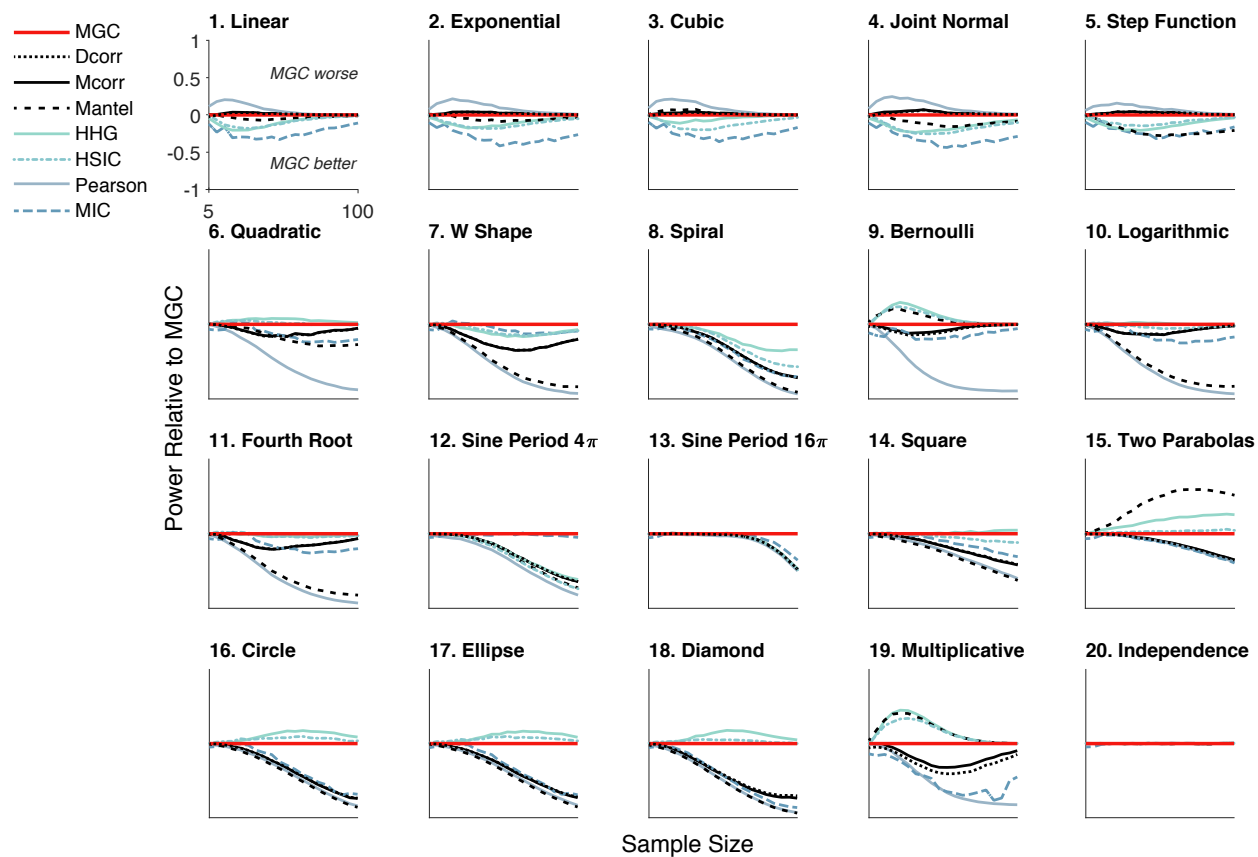 MGC
Dcorr
Mcorr
Mantel
HHG
HSIC
Pearson
MIC
1. Linear
2. Exponential
3. Cubic
4. Joint Normal
5. Step Function
1
0.5
0
-0.5
-1
MGC worse
MGC better
5
100
6. Quadratic
7. W Shape
8. Spiral
9. Bernoulli
10. Logarithmic
Power Relative to MGC
11. Fourth Root
12. Sine Period 4π
13. Sine Period 16π
14. Square
15. Two Parabolas
16. Circle
17. Ellipse
18. Diamond
19. Multiplicative
20. Independence
Sample Size